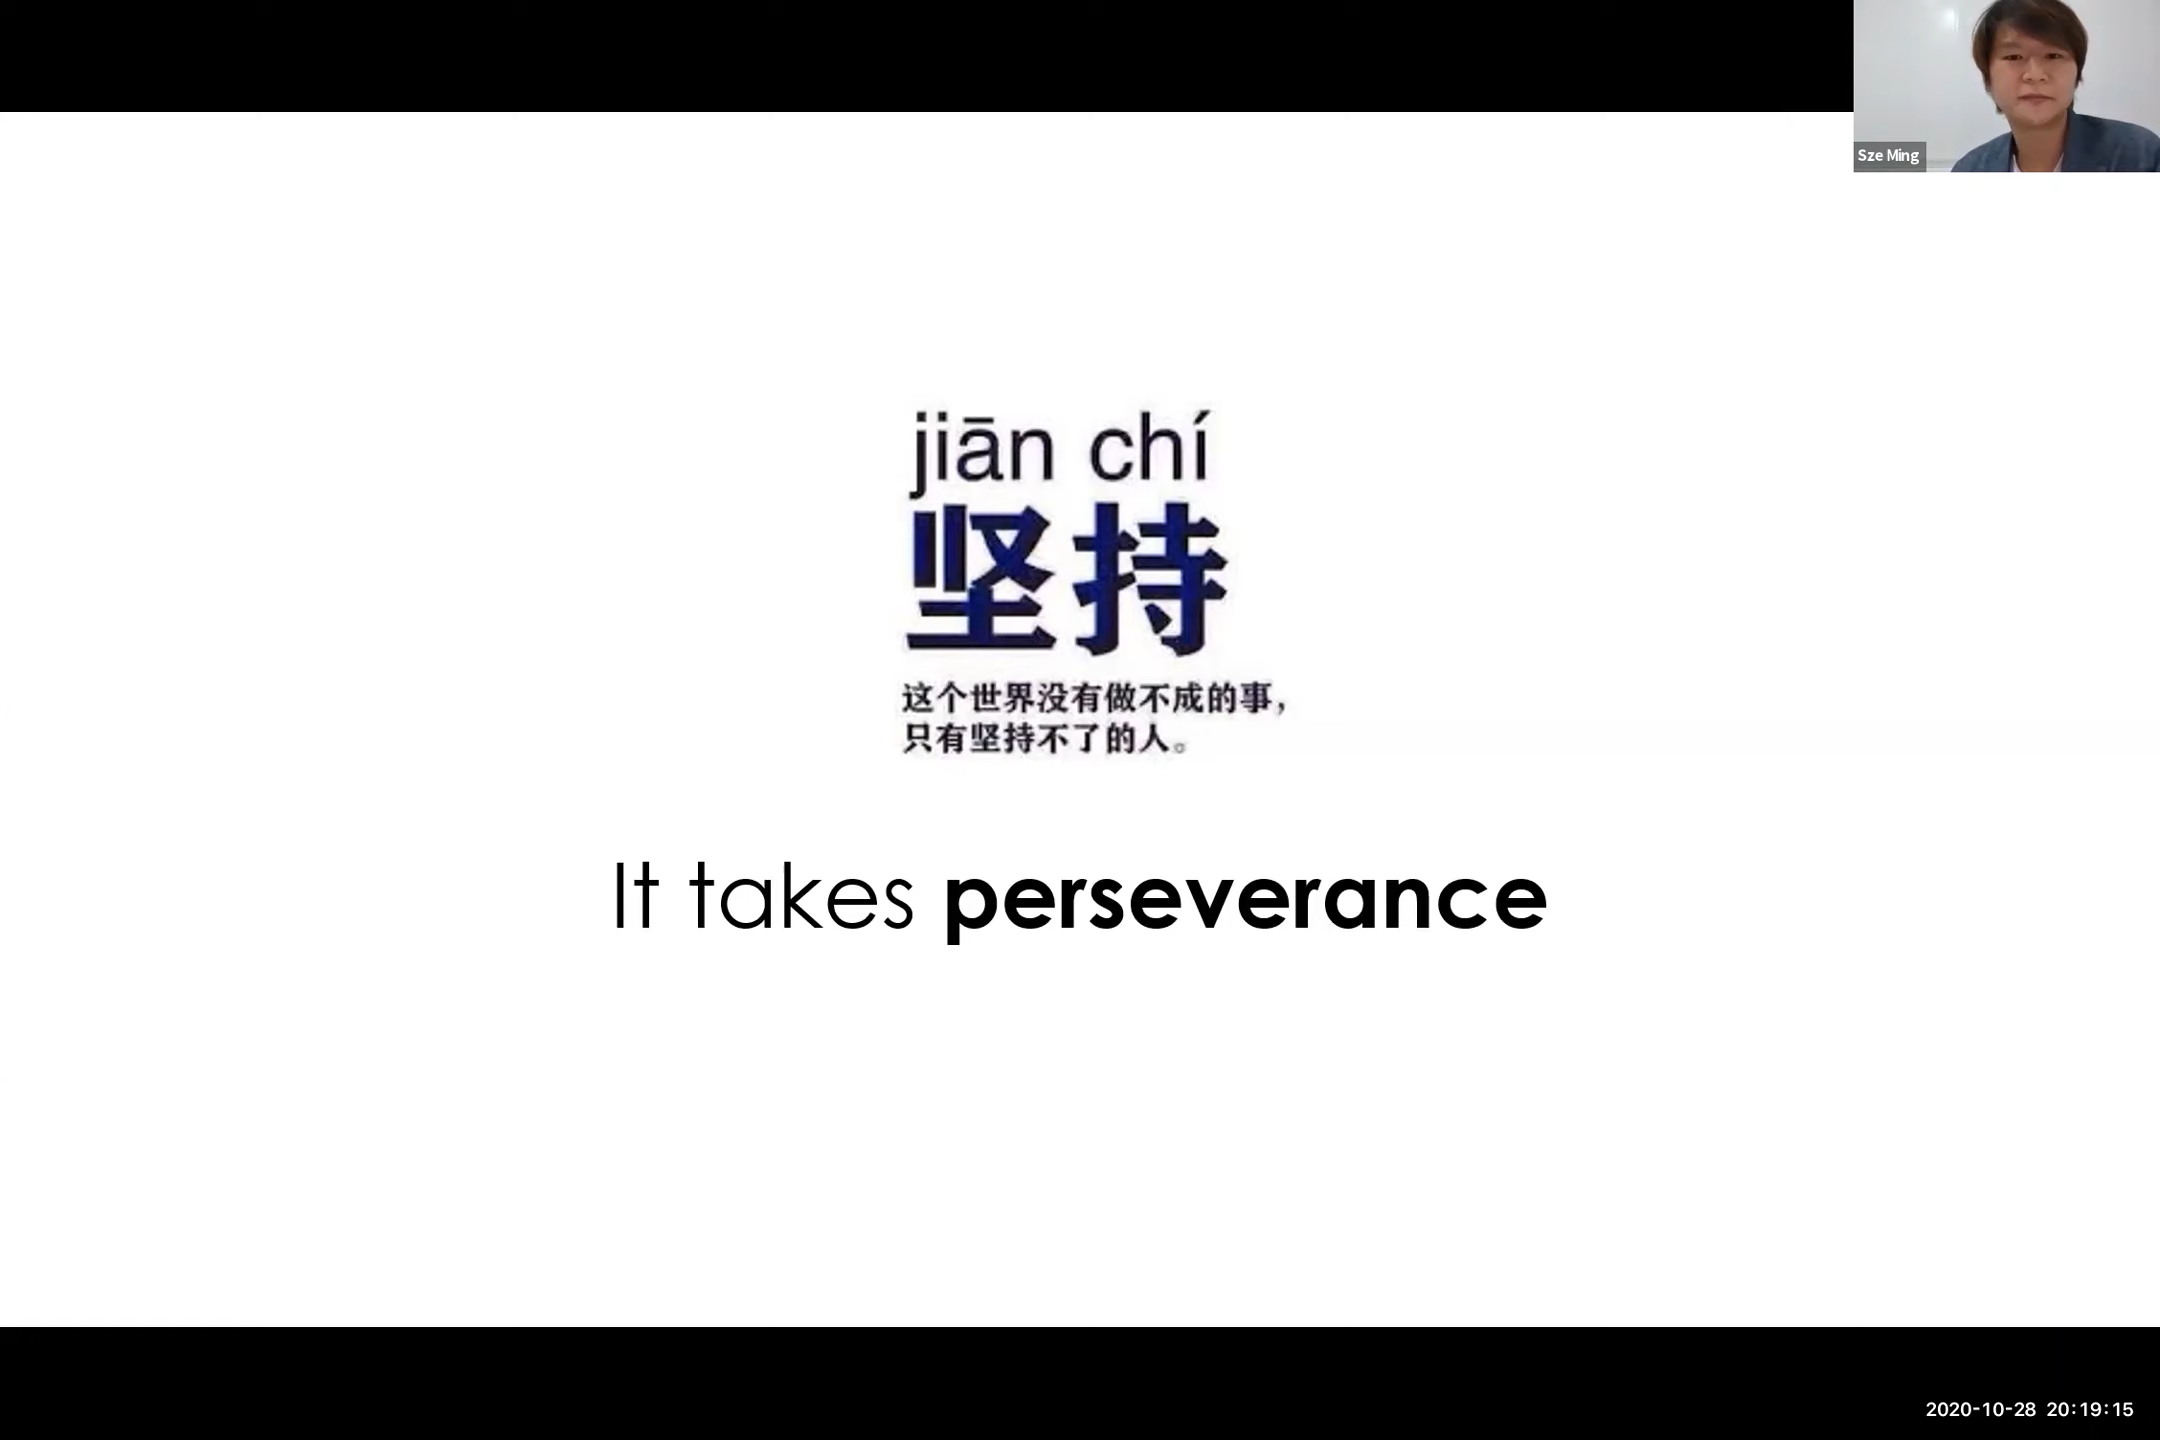 Sze Ming
jiān chí
坚持
这个世界没有做不成的事，
只有坚持不了的人。
It takes perseverance
2020-10-28 20:19:15